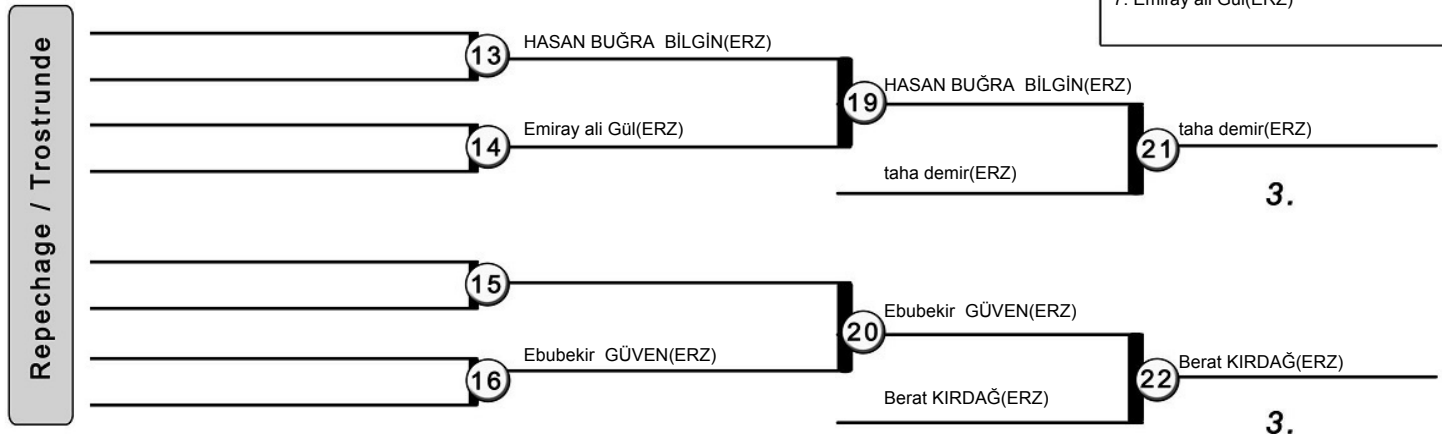 7. Emiray ali Gül(ERZ)
Repechage / Trostrunde
13
HASAN BUĞRA  BİLGİN(ERZ)
14
Emiray ali Gül(ERZ)
19
HASAN BUĞRA  BİLGİN(ERZ)
taha demir(ERZ)
21
taha demir(ERZ)
3.
15
16
Ebubekir  GÜVEN(ERZ)
20
Ebubekir  GÜVEN(ERZ)
Berat KIRDAĞ(ERZ)
22
Berat KIRDAĞ(ERZ)
3.